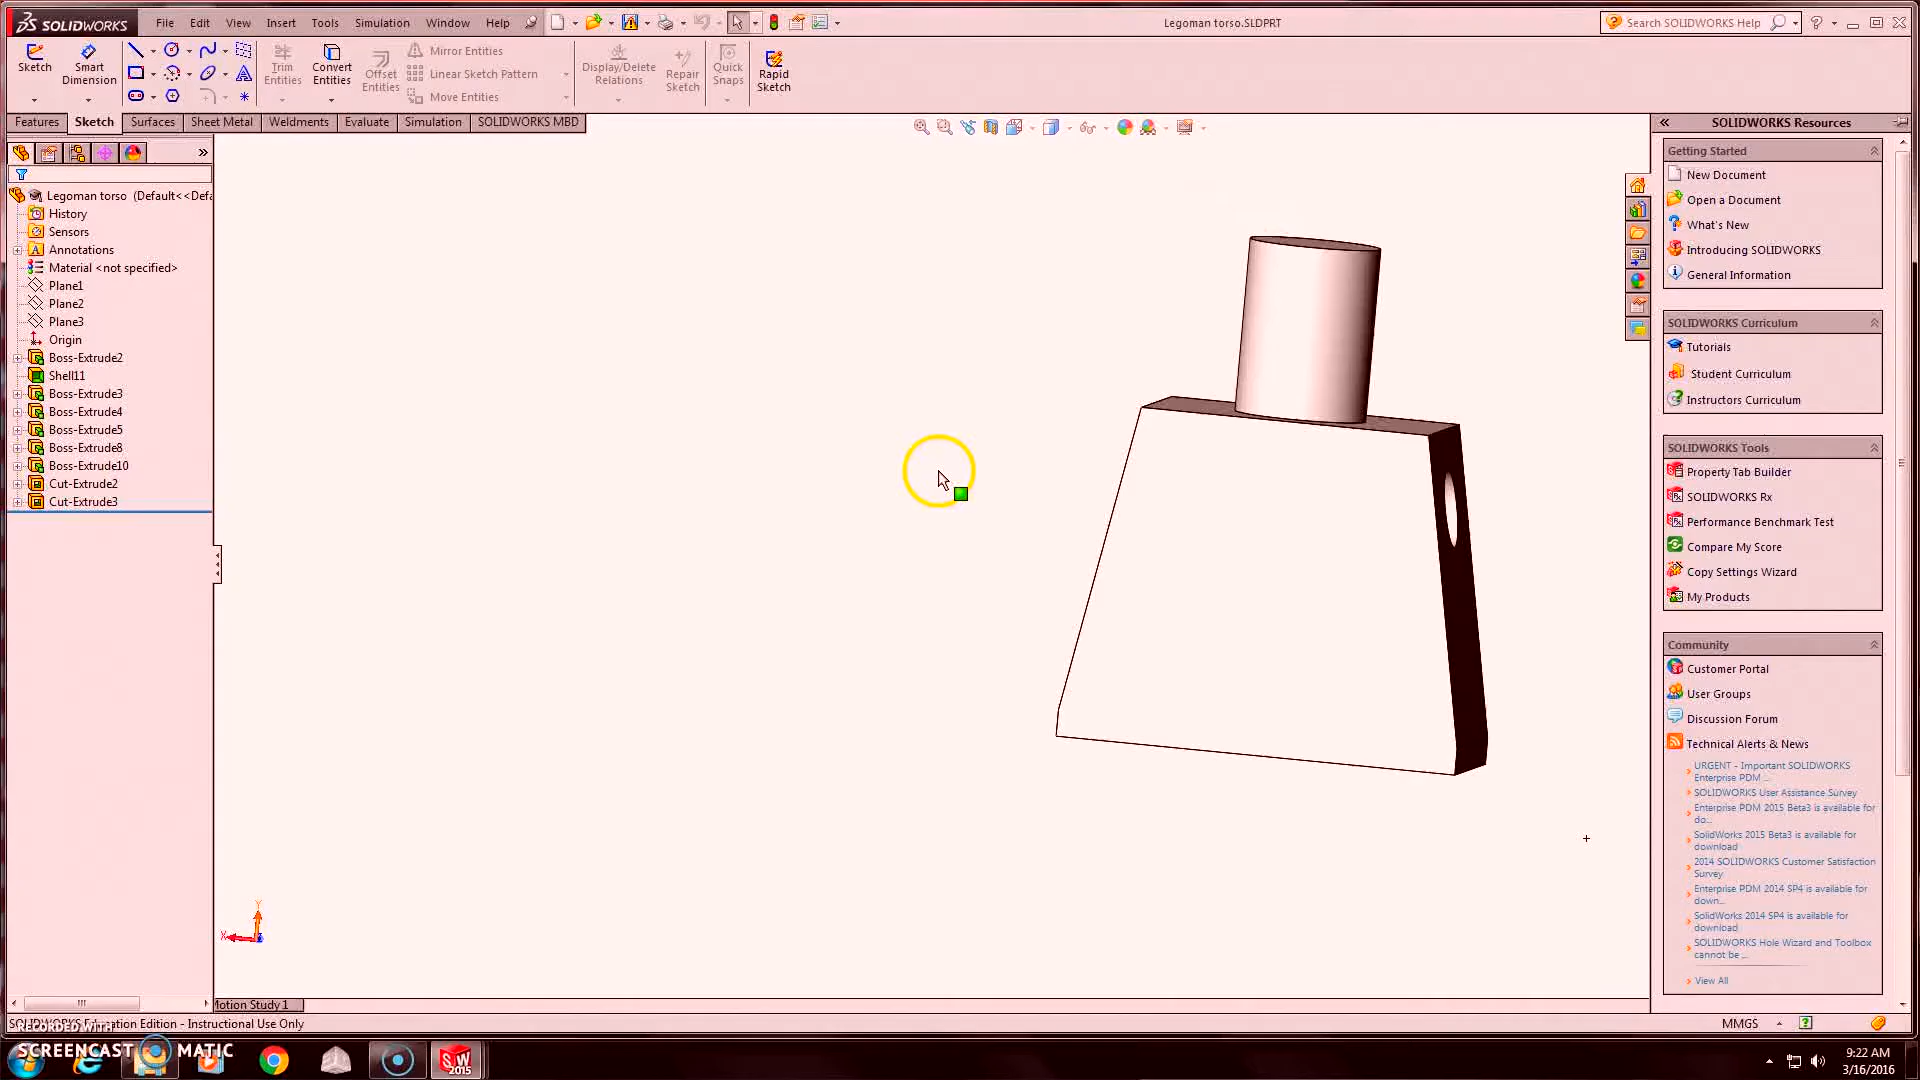 SOLIDWORKS File Edit View Insert Tools Simulation Window Help Legoman torso.SLDPRT Search SOLIDWORKS Help
Sketch Smart Dimension Trim Entities Convert Entities Offset Entities Mirror Entities Linear Sketch Pattern Move Entities Display/Delete Relations Repair Sketch Quick Snaps Rapid Sketch
Features Sketch Surfaces Sheet Metal Weldments Evaluate Simulation SOLIDWORKS MBD
Legoman torso (Default<<Defa
History
Sensors
Annotations
Material <not specified>
Plane1
Plane2
Plane3
Origin
Boss-Extrude2
Shell11
Boss-Extrude3
Boss-Extrude4
Boss-Extrude5
Boss-Extrude8
Boss-Extrude10
Cut-Extrude2
Cut-Extrude3
Y
X
SOLIDWORKS Resources
Getting Started
New Document
Open a Document
What's New
Introducing SOLIDWORKS
General Information
SOLIDWORKS Curriculum
Tutorials
Student Curriculum
Instructors Curriculum
SOLIDWORKS Tools
Property Tab Builder
SOLIDWORKS Rx
Performance Benchmark Test
Compare My Score
Copy Settings Wizard
My Products
Community
Customer Portal
User Groups
Discussion Forum
Technical Alerts & News
URGENT - Important SOLIDWORKS
Enterprise PDM ...
SOLIDWORKS User Assistance Survey
Enterprise PDM 2015 Beta3 is available for
do...
SolidWorks 2015 Beta3 is available for
download
2014 SOLIDWORKS Customer Satisfaction
Survey
Enterprise PDM 2014 SP4 is available for
down...
SolidWorks 2014 SP4 is available for
download
SOLIDWORKS Hole Wizard and Toolbox
cannot be ...
View All
Motion Study 1
SOLIDWORKS Education Edition - Instructional Use Only MMGS
RECORDED WITH
SCREENCAST MATIC
SW 2015
9:22 AM
3/16/2016